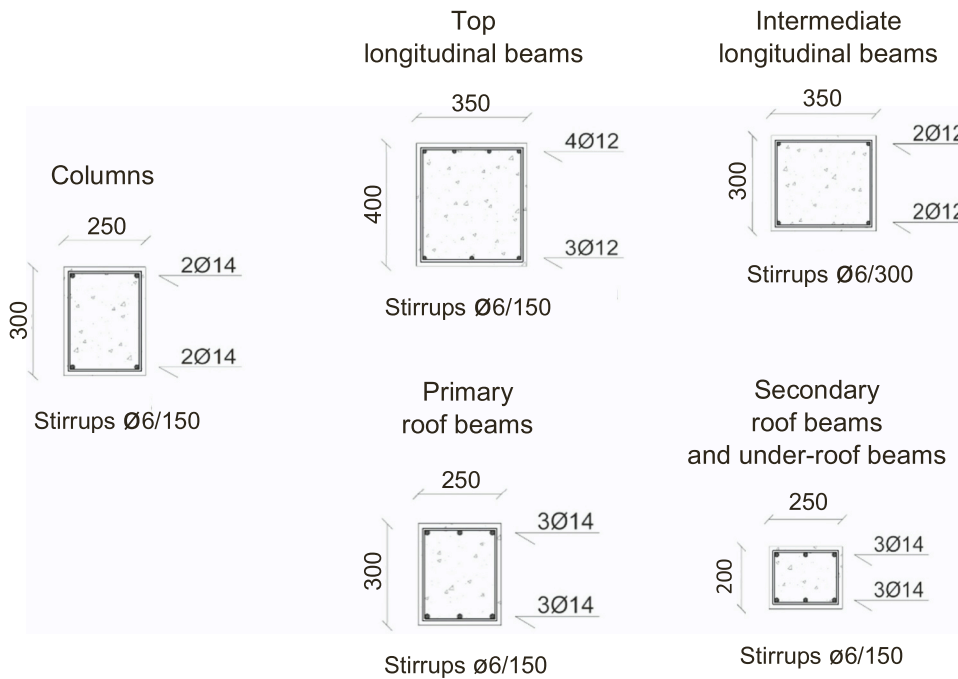 Columns
250
300
2Ø14
2Ø14
Stirrups Ø6/150
Top
longitudinal beams
350
400
4Ø12
3Ø12
Stirrups Ø6/150
Intermediate
longitudinal beams
350
300
2Ø12
2Ø12
Stirrups Ø6/300
Primary
roof beams
250
300
3Ø14
3Ø14
Stirrups ø6/150
Secondary
roof beams
and under-roof beams
250
200
3Ø14
3Ø14
Stirrups ø6/150